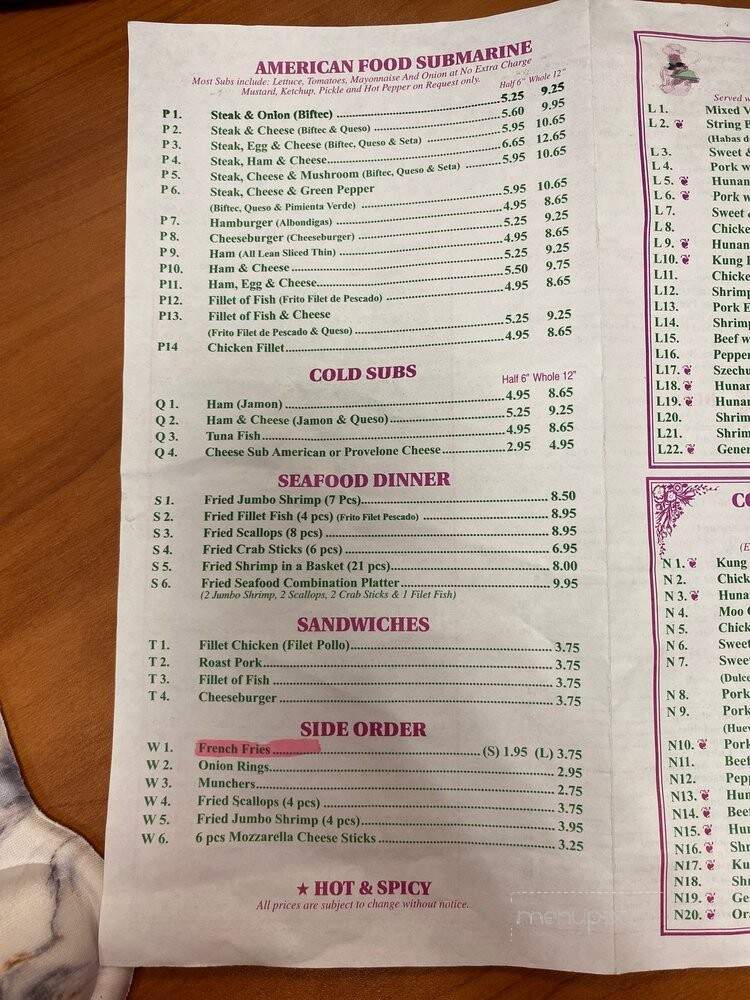 AMERICAN FOOD SUBMARINE
Most Subs include: Lettuce, Tomatoes, Mayonnaise And Onion at No Extra Charge
Mustard, Ketchup, Pickle and Hot Pepper on Request only.
Half 6" Whole 12"
P 1. Steak & Onion (Biftec) 5.25 9.25
P 2. Steak & Cheese (Biftec & Queso) 5.60 9.95
P 3. Steak, Egg & Cheese (Biftec, Queso & Seta) 5.95 10.65
P 4. Steak, Ham & Cheese 6.65 12.65
P 5. Steak, Cheese & Mushroom (Biftec, Queso & Seta) 5.95 10.65
P 6. Steak, Cheese & Green Pepper
(Biftec, Queso & Pimienta Verde) 5.95 10.65
P 7. Hamburger (Albondigas) 4.95 8.65
P 8. Cheeseburger (Cheeseburger) 5.25 9.25
P 9. Ham (All Lean Sliced Thin) 4.95 8.65
P10. Ham & Cheese 5.25 9.25
P11. Ham, Egg & Cheese 5.50 9.75
P12. Fillet of Fish (Frito Filet de Pescado) 4.95 8.65
P13. Fillet of Fish & Cheese
(Frito Filet de Pescado & Queso) 5.25 9.25
P14 Chicken Fillet 4.95 8.65
COLD SUBS
Half 6" Whole 12"
Q 1. Ham (Jamon) 4.95 8.65
Q 2. Ham & Cheese (Jamon & Queso) 5.25 9.25
Q 3. Tuna Fish 4.95 8.65
Q 4. Cheese Sub American or Provelone Cheese 2.95 4.95
SEAFOOD DINNER
S 1. Fried Jumbo Shrimp (7 Pcs) 8.50
S 2. Fried Fillet Fish (4 pcs) (Frito Filet Pescado) 8.95
S 3. Fried Scallops (8 pcs) 8.95
S 4. Fried Crab Sticks (6 pcs) 6.95
S 5. Fried Shrimp in a Basket (21 pcs) 8.00
S 6. Fried Seafood Combination Platter 9.95
(2 Jumbo Shrimp, 2 Scallops, 2 Crab Sticks & 1 Filet Fish)
SANDWICHES
T 1. Fillet Chicken (Filet Pollo) 3.75
T 2. Roast Pork 3.75
T 3. Fillet of Fish 3.75
T 4. Cheeseburger 3.75
SIDE ORDER
W 1. French Fries (S) 1.95 (L) 3.75
W 2. Onion Rings 2.95
W 3. Munchers 2.75
W 4. Fried Scallops (4 pcs) 3.75
W 5. Fried Jumbo Shrimp (4 pcs) 3.95
W 6. 6 pcs Mozzarella Cheese Sticks 3.25
★ HOT & SPICY
All prices are subject to change without notice.
Served
L 1. Mixed
L 2. String
(Habas
L 3. Sweet
L 4. Pork
L 5. Hunan
L 6. Pork
L 7. Sweet
L 8. Chicke
L 9. Hunan
L10. Kung
L11. Chicke
L12. Shrimp
L13. Pork
L14. Shrimp
L15. Beef
L16. Pepper
L17. Szechu
L18. Hunan
L19. Hunan
L20. Shrim
L21. Shrim
L22. Gener
N 1. Kung
N 2. Chick
N 3. Huna
N 4. Moo
N 5. Chick
N 6. Sweet
N 7. Sweet
(Dulce
N 8. Pork
N 9. Pork
N10. Pork
N11. Beef
N12. Pepp
N13. Hun
N14. Beef
N15. Hu
N16. Shr
N17. Ku
N18. Shr
N19. Ge
N20. Or